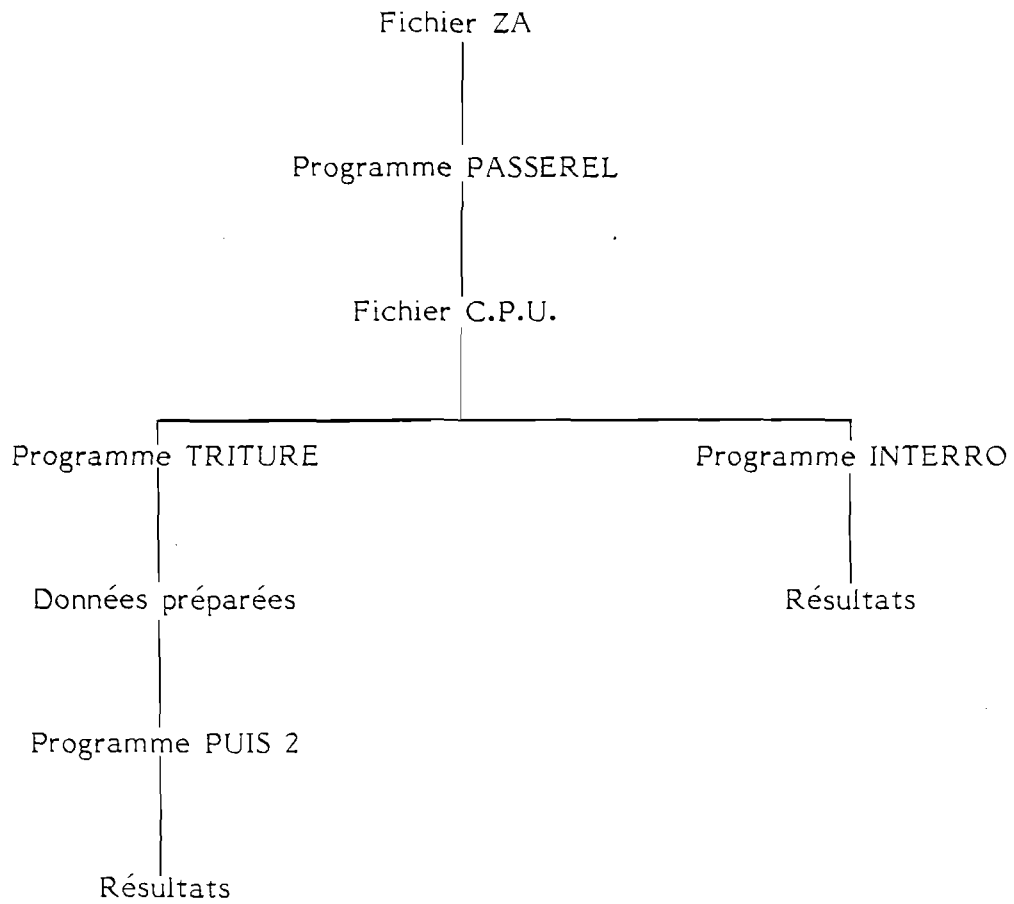 Fichier ZA
Programme PASSEREL
Fichier C.P.U.
Programme TRITURE
Programme INTERRO
Données préparées
Résultats
Programme PUIS 2
Résultats